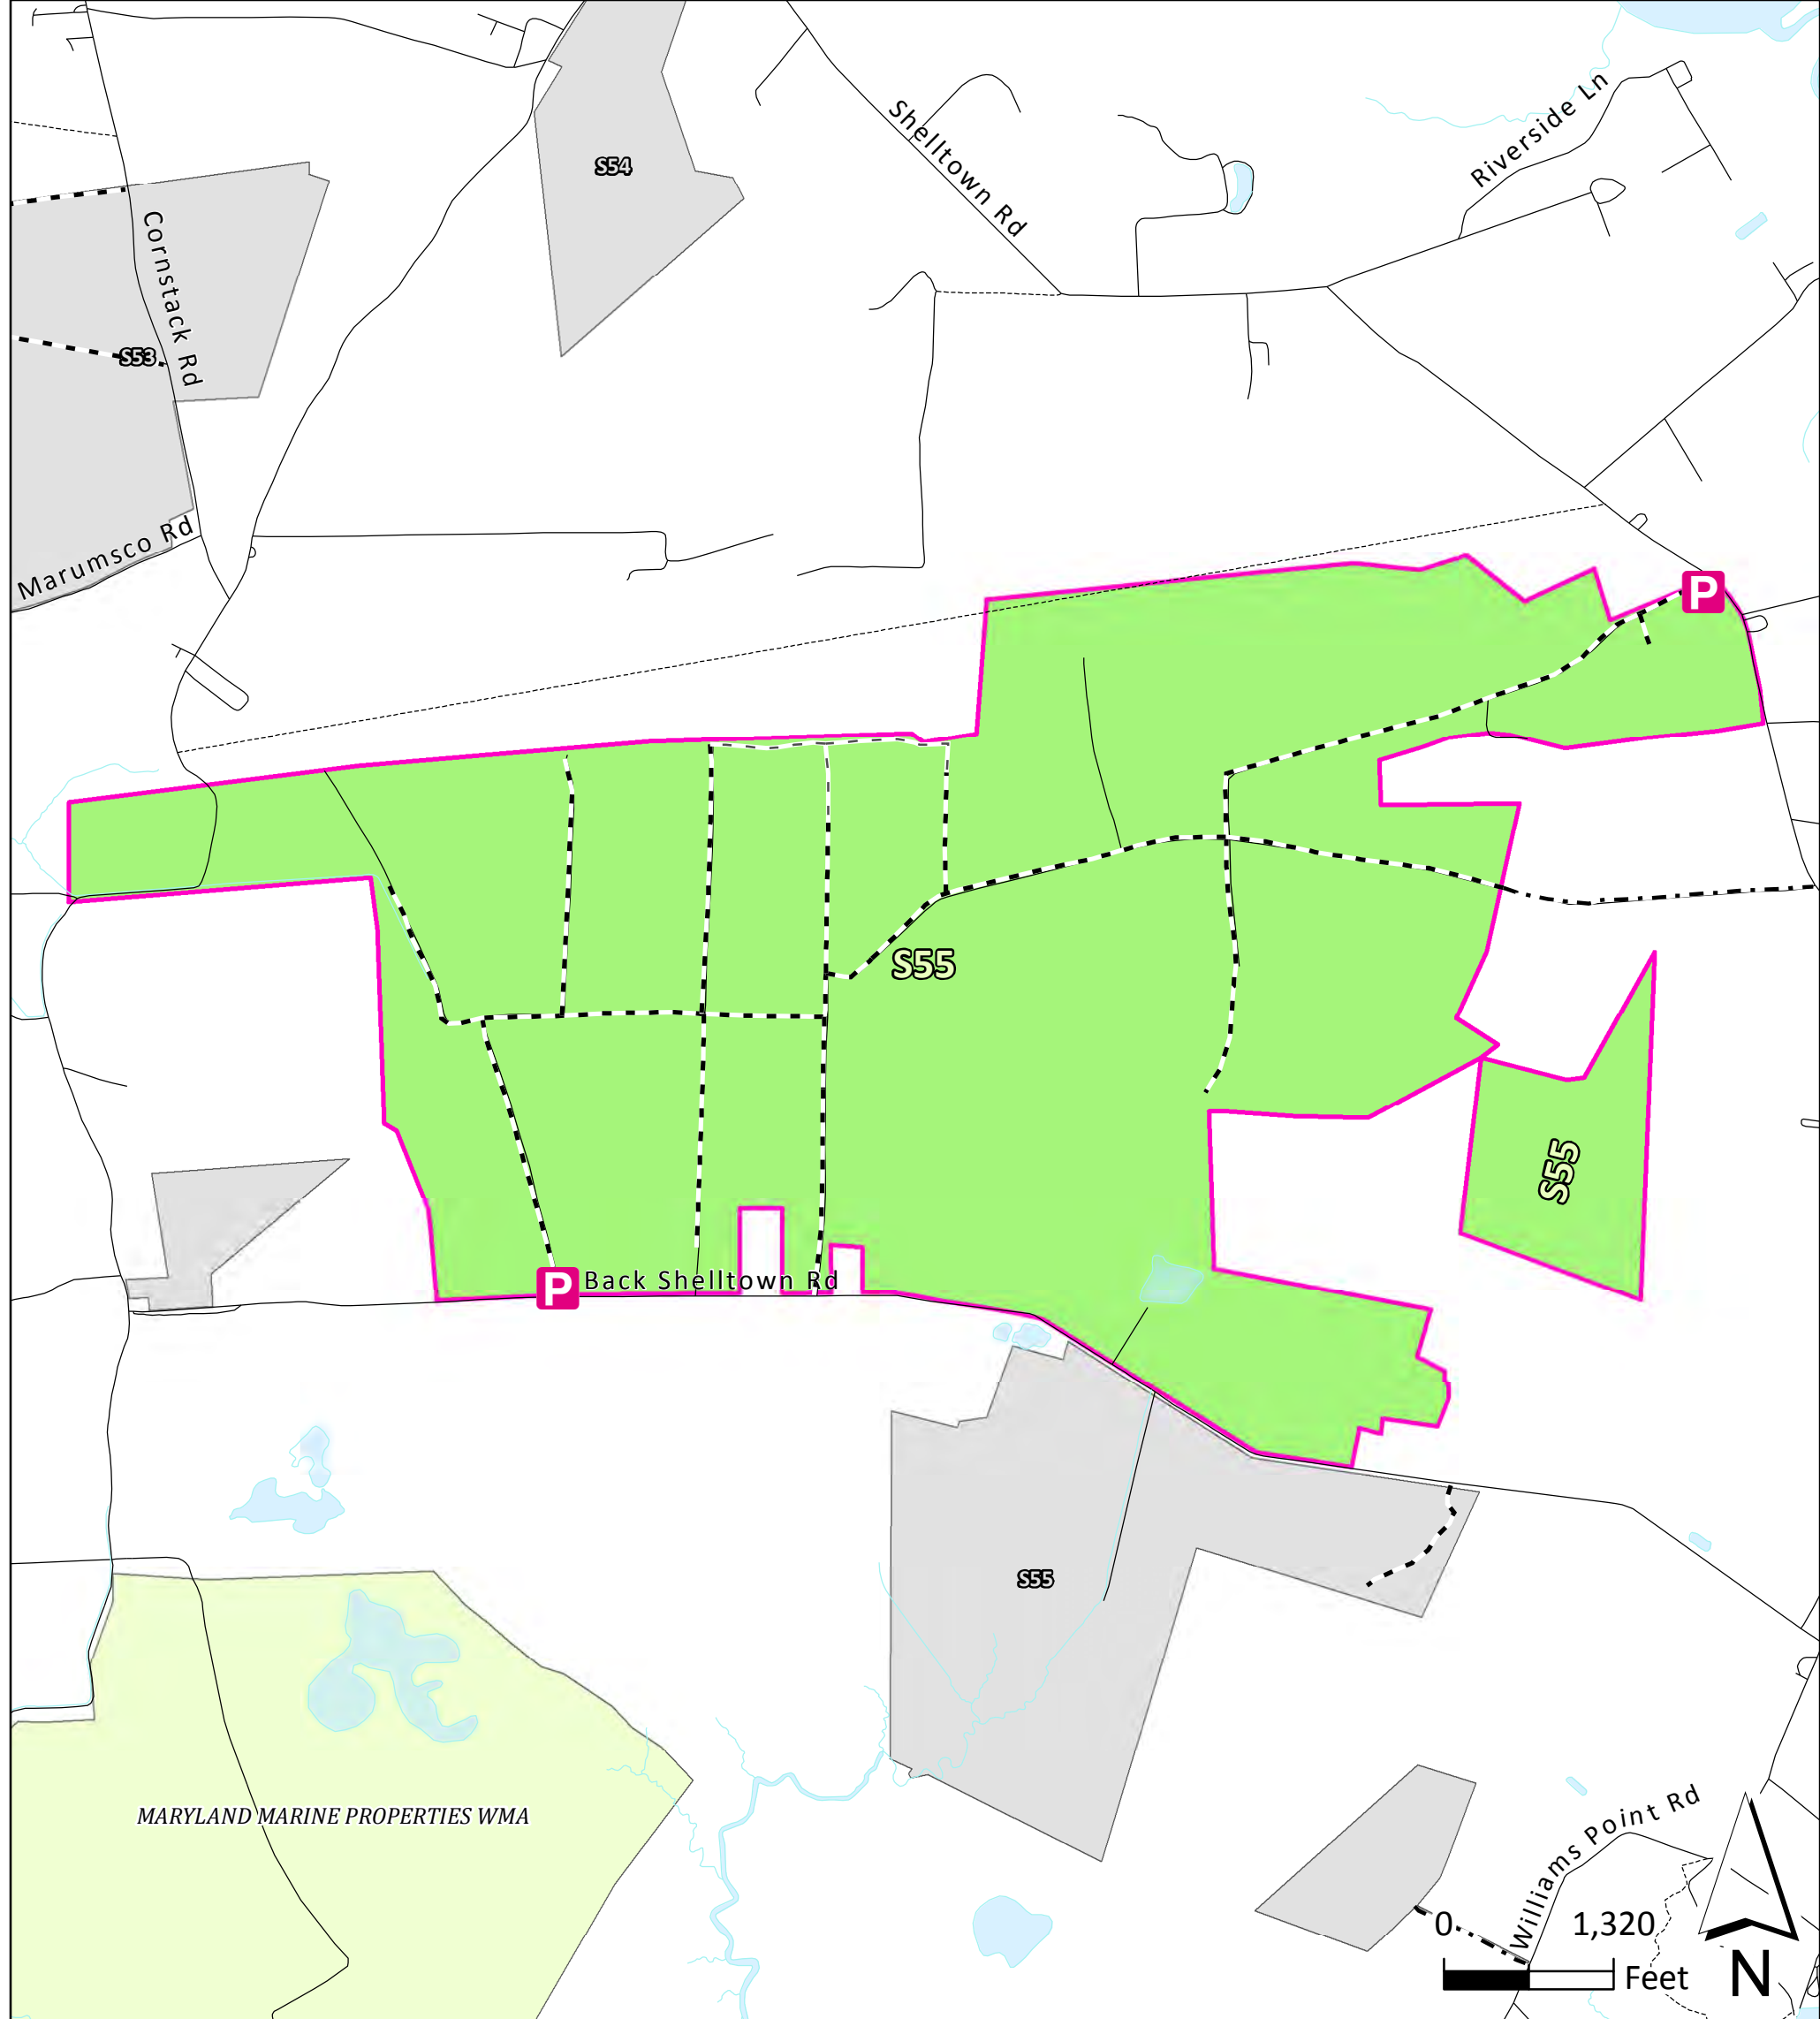 Riverside Ln
Shelltown Rd
S54
Cornstack Rd
S53
Marumsco Rd
P
S55
S55
P
Back Shelltown Rd
S55
MARYLAND MARINE PROPERTIES WMA
Williams Point Rd
0
1,320
Feet
N